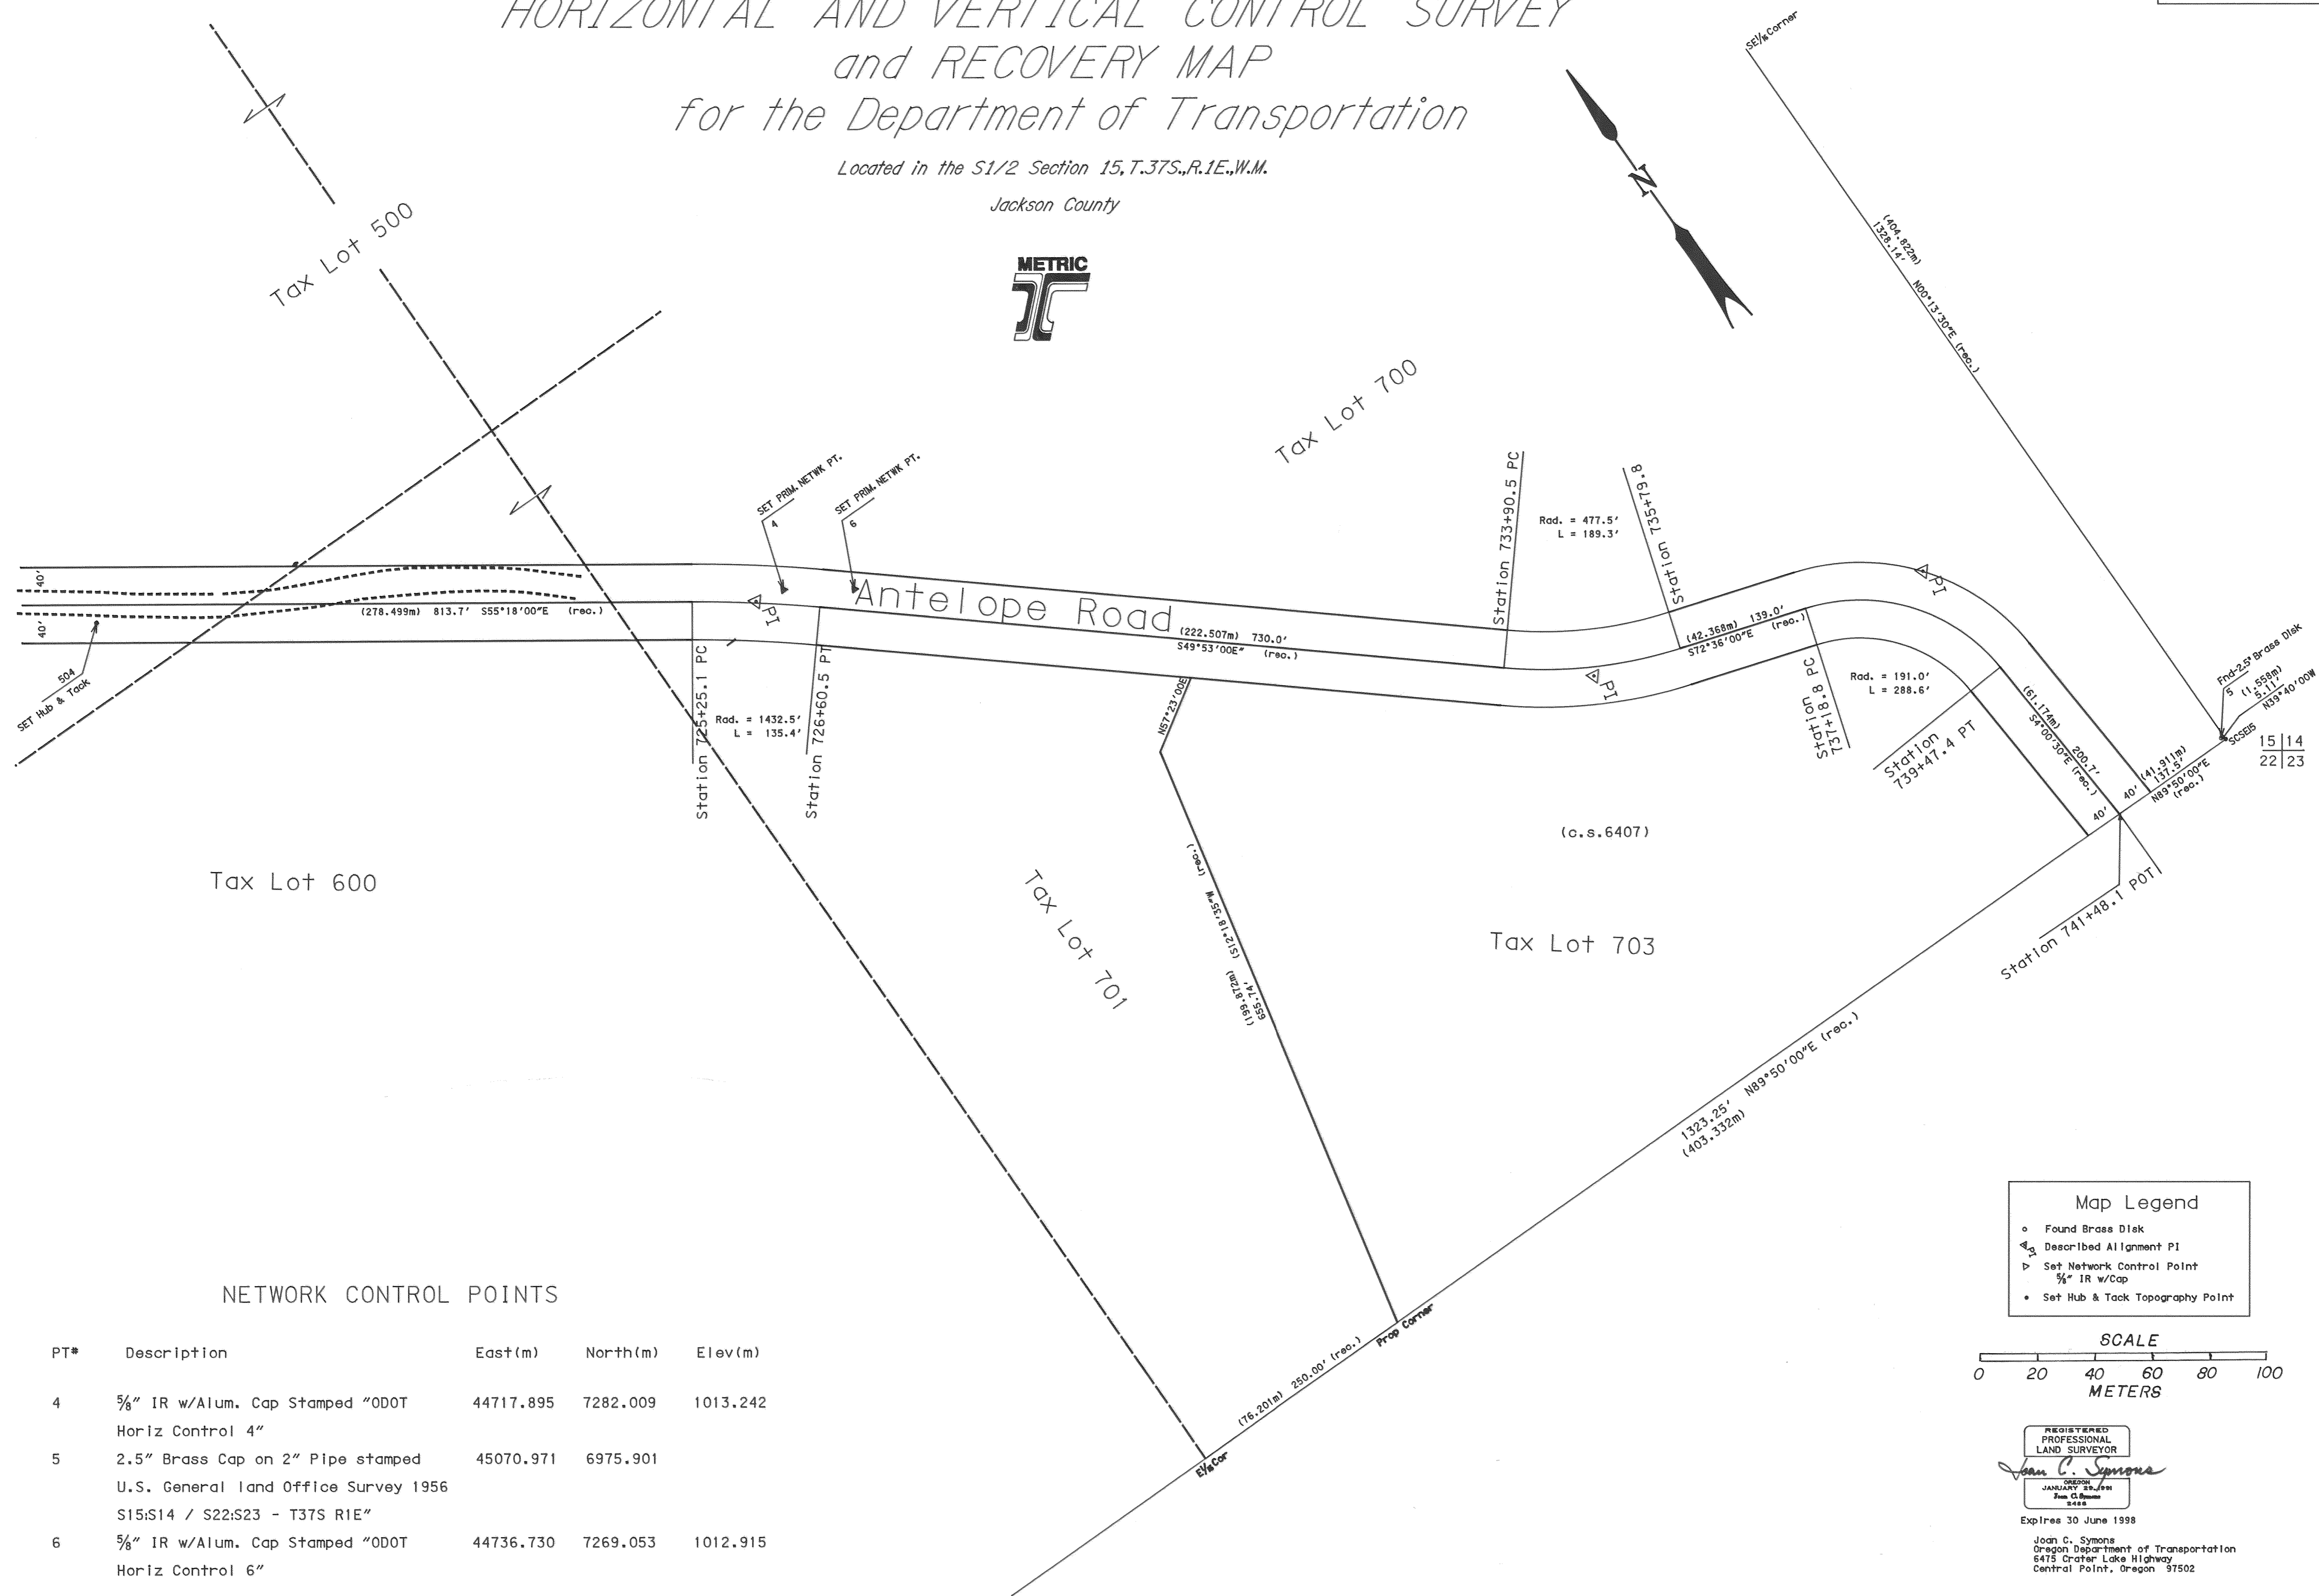 HORIZONTAL AND VERTICAL CONTROL SURVEY
and RECOVERY MAP
for the Department of Transportation
Located in the S1/2 Section 15, T.37S.,R.1E.,W.M.
Jackson County
METRIC
N
SE1/16 Corner
(404.822m)
1328.14' N00°13'30"E (rec.)
Tax Lot 500
Tax Lot 700
SET PRIM. NETWK PT.
4
SET PRIM. NETWK PT.
6
40'
40'
(278.499m) 813.7' S55°18'00"E (rec.)
504
SET Hub & Tack
PI
Antelope Road
(222.507m) 730.0'
S49°53'00E" (rec.)
Station 725+25.1 PC
Rad. = 1432.5'
L = 135.4'
Station 726+60.5 PT
Station 733+90.5 PC
Rad. = 477.5'
L = 189.3'
Station 735+79.8
PI
(42.368m) 139.0'
S72°36'00"E (rec.)
Station
737+18.8 PC
Rad. = 191.0'
L = 288.6'
PI
Station
739+47.4 PT
(61.174m) 200.7'
S4°00'30"E (rec.)
40'
40'
(41.911m)
137.5'
N89°50'00"E
(rec.)
Fnd-2.5" Brass Disk
5 (1.558m)
5.11'
N39°40'00W
SCSE15
15 14
22 23
Station 741+48.1 POT
N57°23'00E
(S12°18'35"W (rec.)
655.74'
(199.872m)
(c.s.6407)
Tax Lot 600
Tax Lot 701
Tax Lot 703
1323.25' N89°50'00"E (rec.)
(403.332m)
Prop Corner
(76.201m) 250.00' (rec.)
E1/16 Cor
NETWORK CONTROL POINTS
PT# Description East(m) North(m) Elev(m)
4 5/8" IR w/Alum. Cap Stamped "ODOT 44717.895 7282.009 1013.242
Horiz Control 4"
5 2.5" Brass Cap on 2" Pipe stamped 45070.971 6975.901
U.S. General land Office Survey 1956
S15:S14 / S22:S23 - T37S R1E"
6 5/8" IR w/Alum. Cap Stamped "ODOT 44736.730 7269.053 1012.915
Horiz Control 6"
Map Legend
Found Brass Disk
PI Described Alignment PI
Set Network Control Point
5/8" IR w/Cap
Set Hub & Tack Topography Point
SCALE
0 20 40 60 80 100
METERS
REGISTERED
PROFESSIONAL
LAND SURVEYOR
Joan C. Symons
OREGON
JANUARY 29, 1991
Joan C. Symons
2486
Expires 30 June 1998
Joan C. Symons
Oregon Department of Transportation
6475 Crater Lake Highway
Central Point, Oregon 97502